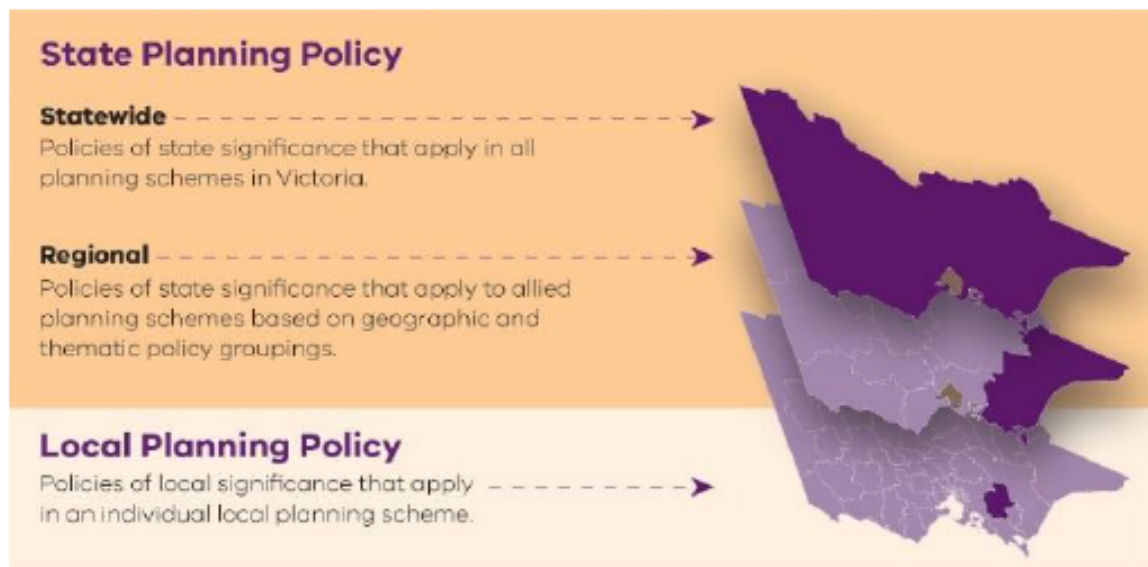 State Planning Policy
Statewide
Policies of state significance that apply in all
planning schemes in Victoria.
Regional
Policies of state significance that apply to allied
planning schemes based on geographic and
thematic policy groupings.
Local Planning Policy
Policies of local significance that apply
in an individual local planning scheme.